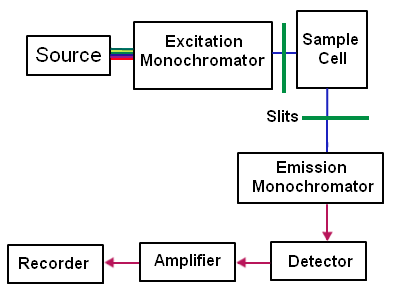 Source
Excitation
Monochromator
Sample
Cell
Slits
Emission
Monochromator
Detector
Amplifier
Recorder